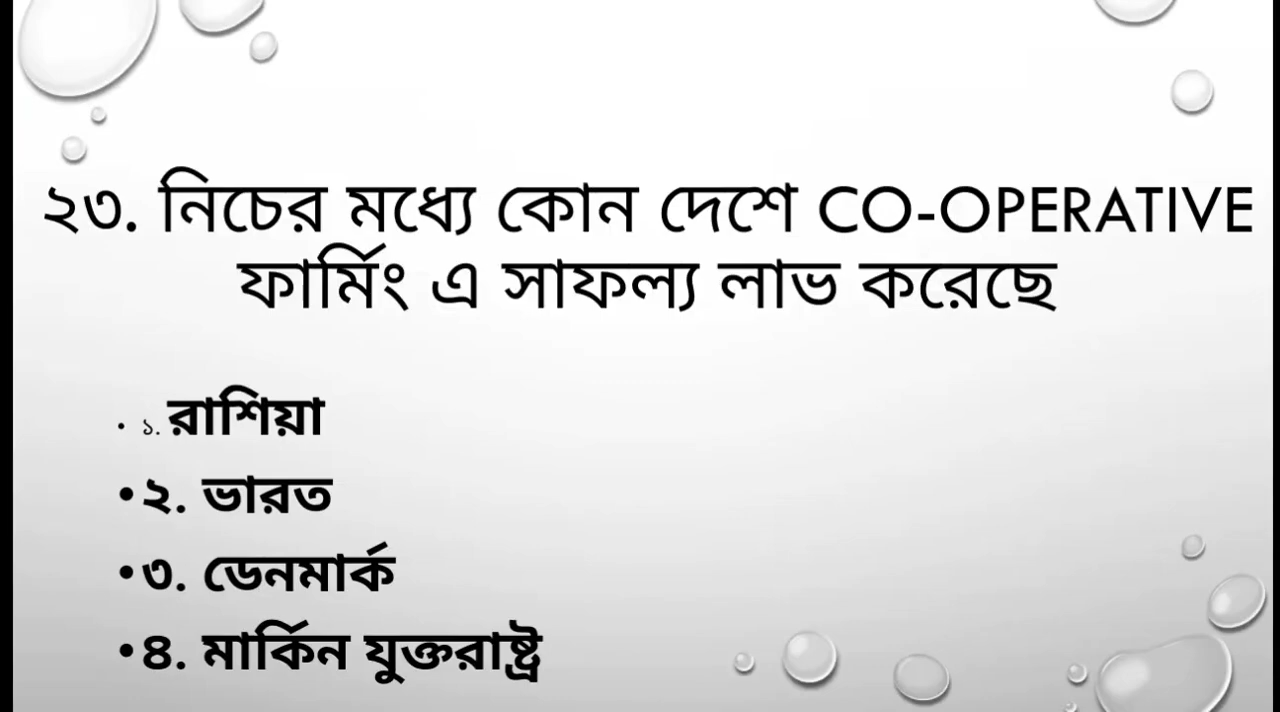 ২৩. নিচের মধ্যে কোন দেশে CO-OPERATIVE
ফার্মিং এ সাফল্য লাভ করেছে
• ১. রাশিয়া
• ২. ভারত
• ৩. ডেনমার্ক
• ৪. মার্কিন যুক্তরাষ্ট্র